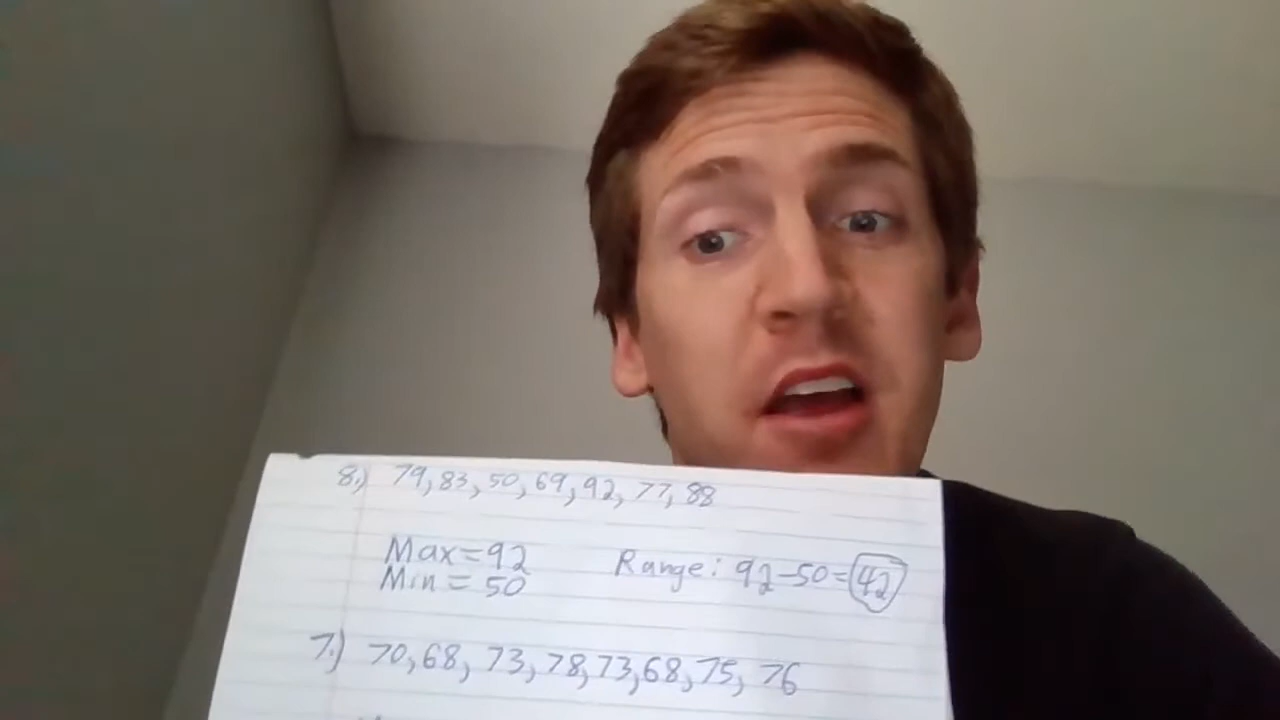 8.) 79, 83, 50, 69, 92, 77, 88
Max = 92
Min = 50
Range: 92-50 = 42
7.) 70, 68, 73, 78, 73, 68, 75, 76